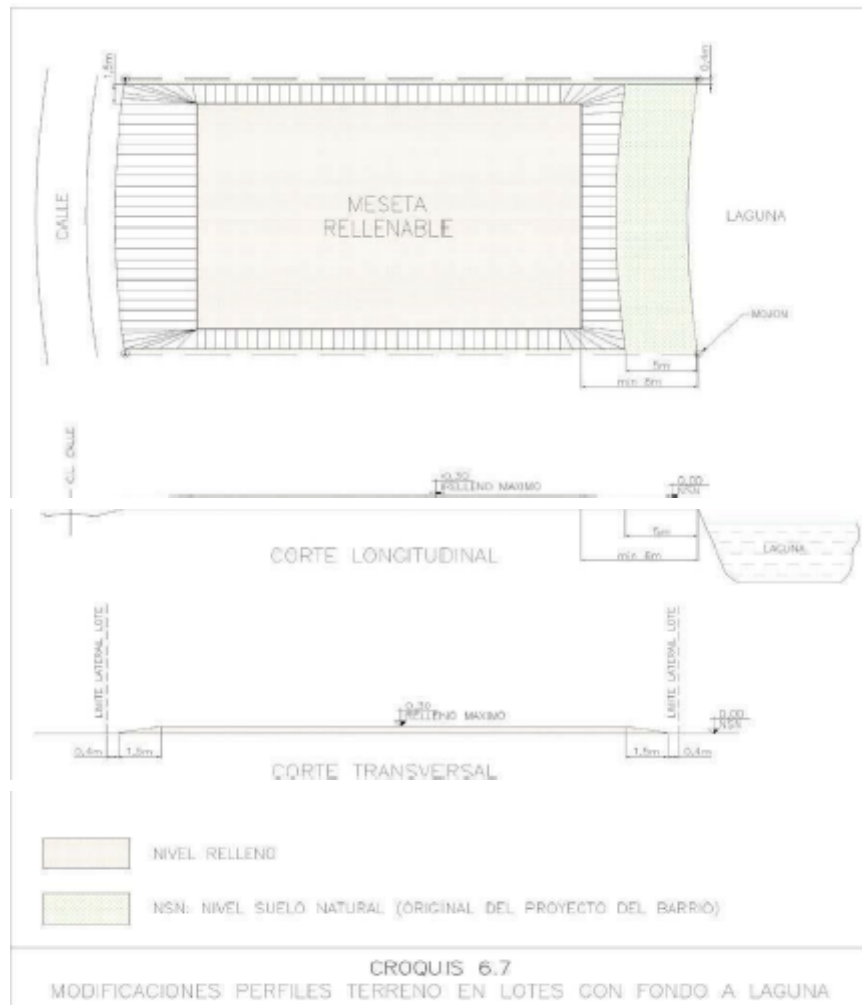 1,5m
0,4m
CALLE
MESETA
RELLENABLE
LAGUNA
MOJON
5m
min 8m
C.L. CALLE
+0,30
RELLENO MAXIMO
0,00
NSN
5m
min 8m
CORTE LONGITUDINAL
LAGUNA
LIMITE LATERAL LOTE
LIMITE LATERAL LOTE
0,30
RELLENO MAXIMO
0,00
NSN
0,4m
1,5m
1,5m
0,4m
CORTE TRANSVERSAL
NIVEL RELLENO
NSN: NIVEL SUELO NATURAL (ORIGINAL DEL PROYECTO DEL BARRIO)
CROQUIS 6.7
MODIFICACIONES PERFILES TERRENO EN LOTES CON FONDO A LAGUNA